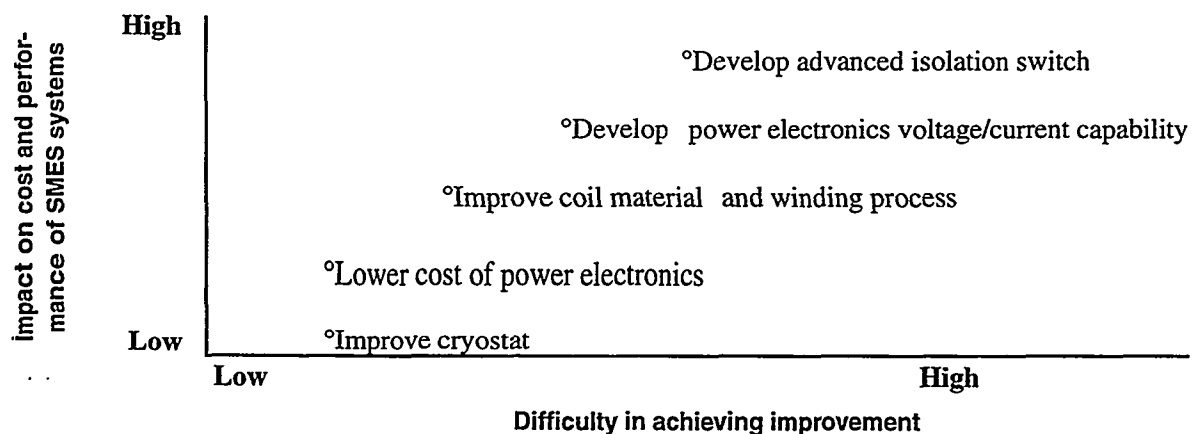 Impact on cost and perfor-
mance of SMES systems
High
°Develop advanced isolation switch
°Develop power electronics voltage/current capability
°Improve coil material and winding process
°Lower cost of power electronics
Low
°Improve cryostat
Low
High
Difficulty in achieving improvement